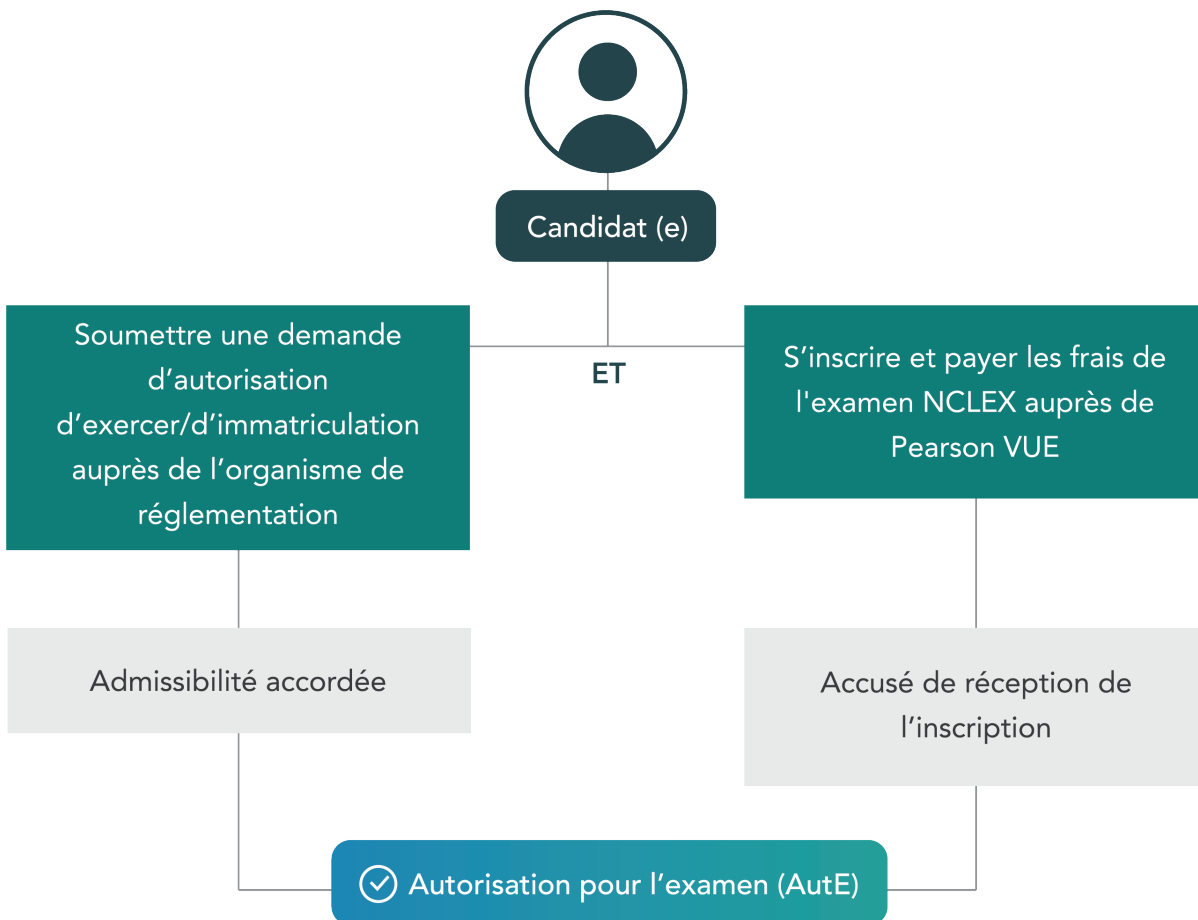 Candidat (e)
Soumettre une demande
d’autorisation
d’exercer/d’immatriculation
auprès de l’organisme de
réglementation
ET
S’inscrire et payer les frais de
l'examen NCLEX auprès de
Pearson VUE
Admissibilité accordée
Accusé de réception de
l’inscription
Autorisation pour l’examen (AutE)